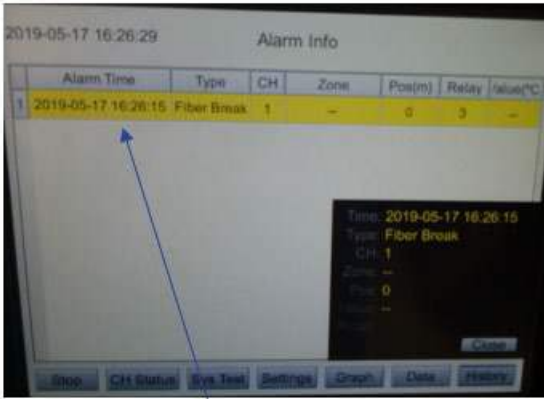 2019-05-17 16:26:29 Alarm Info
Alarm Time Type CH Zone Pos(m) Relay /alue(°C
1 2019-05-17 16:26:15 Fiber Break 1 -- 0 3 --
Time: 2019-05-17 16:26:15
Type: Fiber Break
CH: 1
Zone: --
Pos: 0
--
Close
Stop CH Status Sys Test Settings Graph Data History